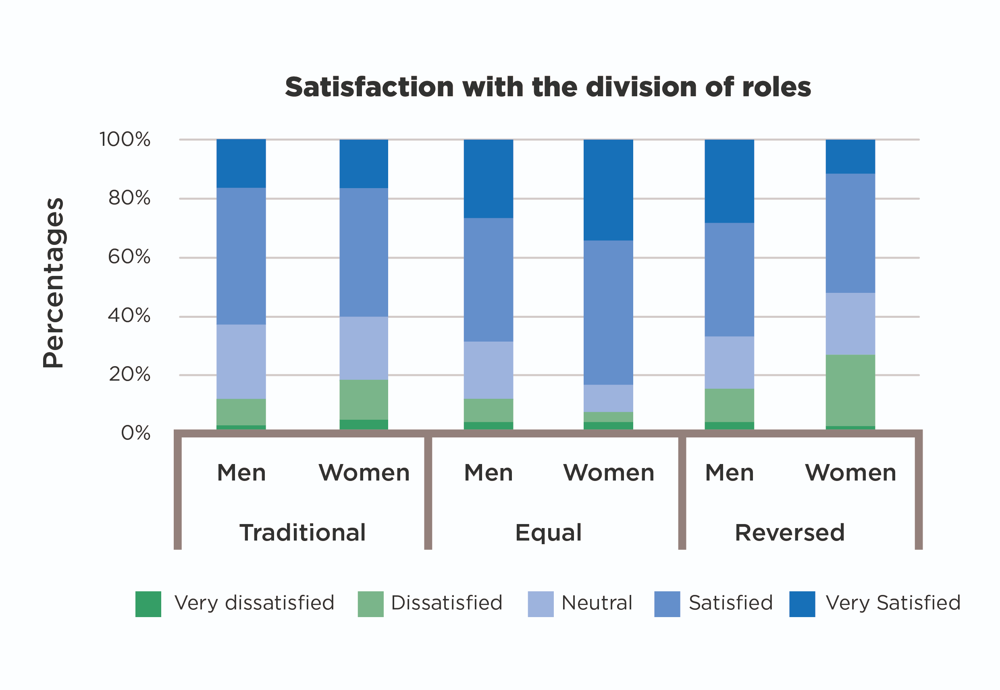 Satisfaction with the division of roles
Percentages
100%
80%
60%
40%
20%
0%
Men Women Men Women Men Women
Traditional Equal Reversed
Very dissatisfied Dissatisfied Neutral Satisfied Very Satisfied